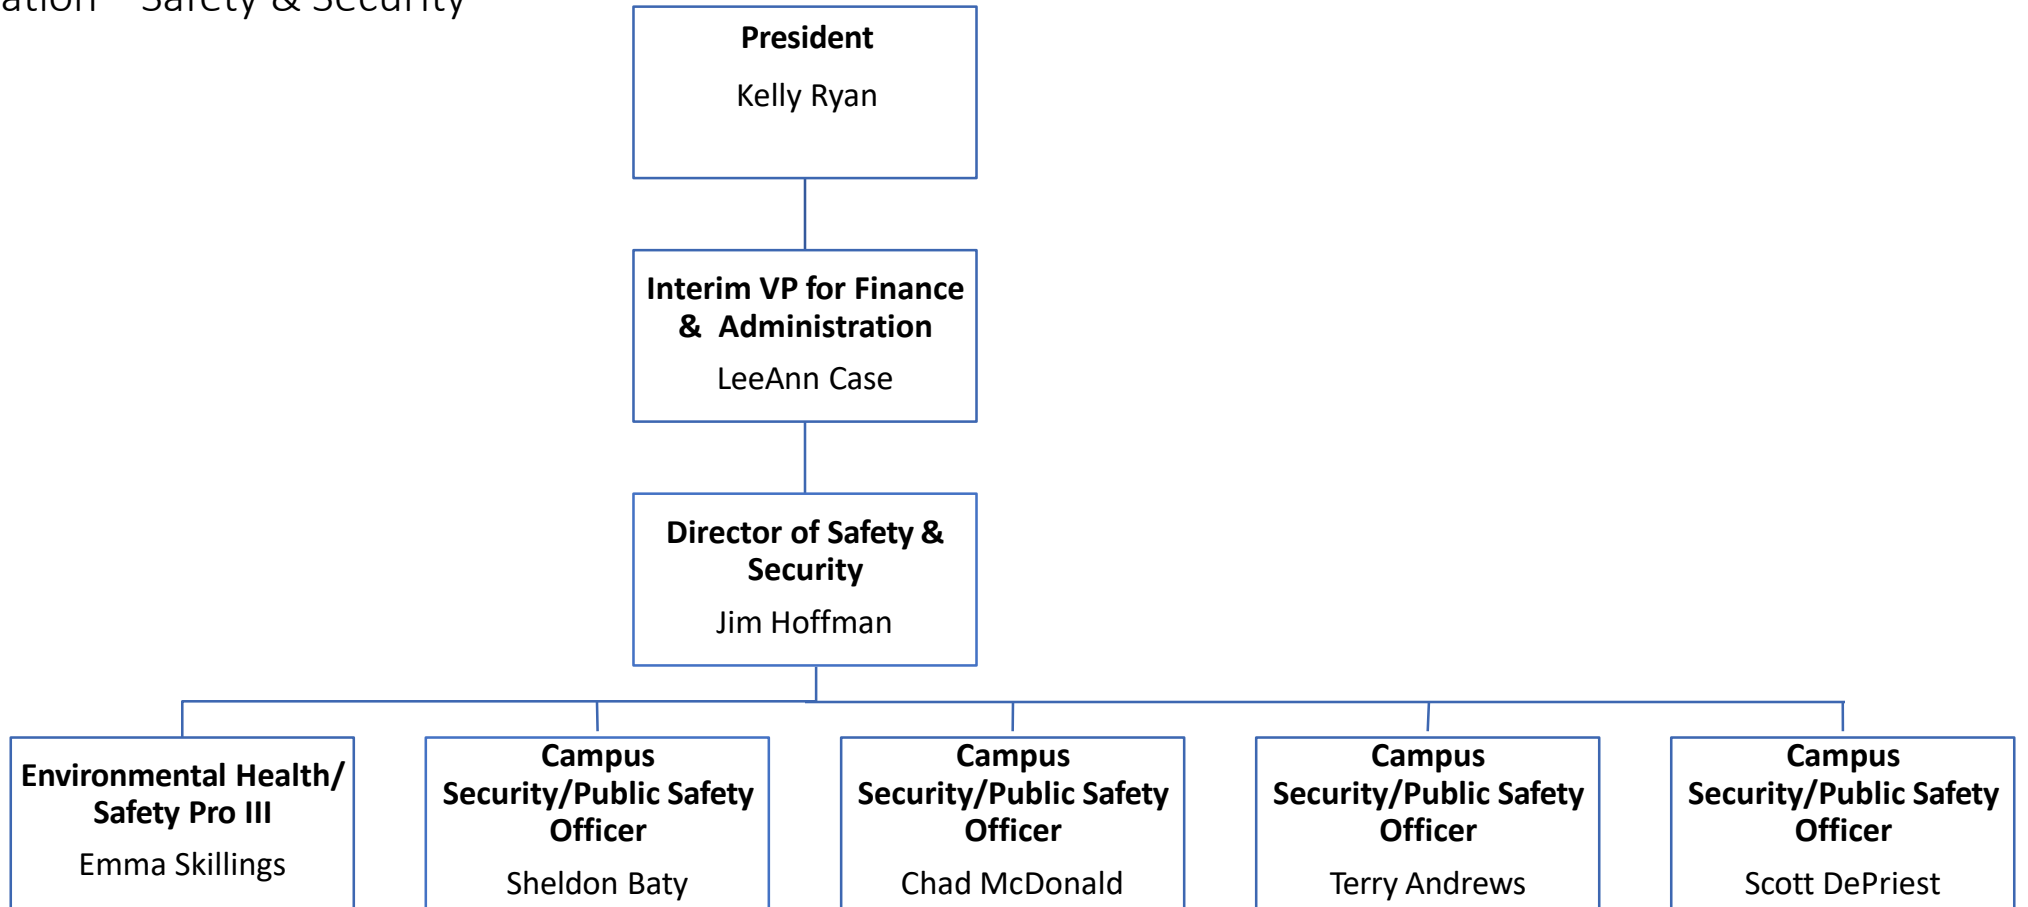 Safety & Security
President
Kelly Ryan
Interim VP for Finance
& Administration
LeeAnn Case
Director of Safety &
Security
Jim Hoffman
Environmental Health/
Safety Pro III
Emma Skillings
Campus
Security/Public Safety
Officer
Sheldon Baty
Campus
Security/Public Safety
Officer
Chad McDonald
Campus
Security/Public Safety
Officer
Terry Andrews
Campus
Security/Public Safety
Officer
Scott DePriest